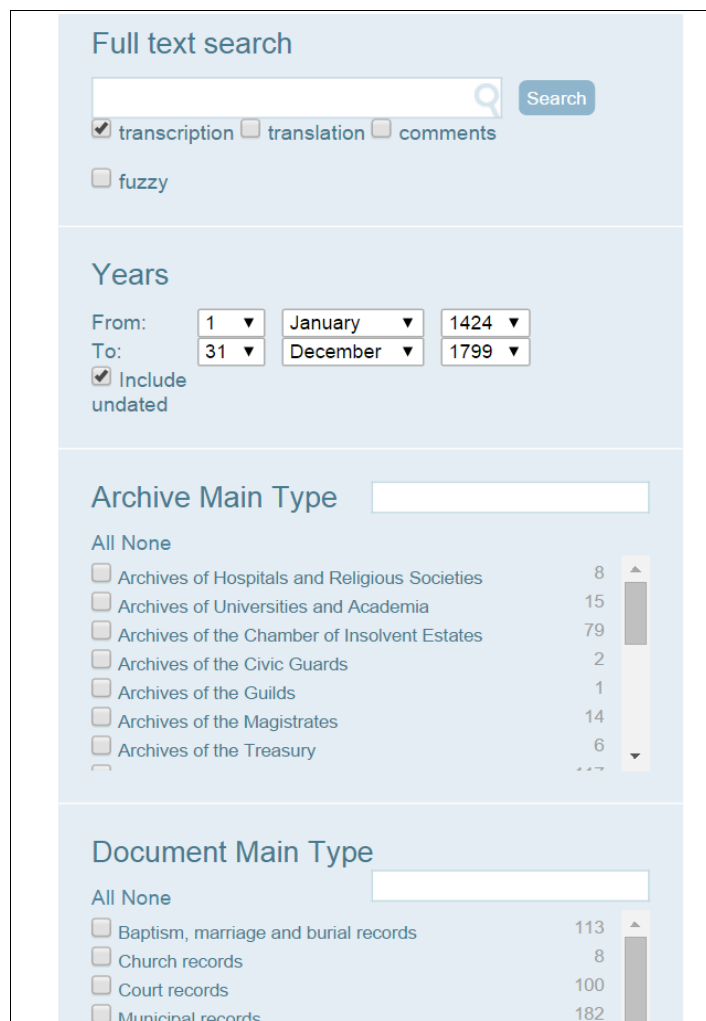 Full text search
Search
transcription translation comments
fuzzy
Years
From: 1 January 1424
To: 31 December 1799
Include
undated
Archive Main Type
All None
Archives of Hospitals and Religious Societies 8
Archives of Universities and Academia 15
Archives of the Chamber of Insolvent Estates 79
Archives of the Civic Guards 2
Archives of the Guilds 1
Archives of the Magistrates 14
Archives of the Treasury 6
Document Main Type
All None
Baptism, marriage and burial records 113
Church records 8
Court records 100
Municipal records 182